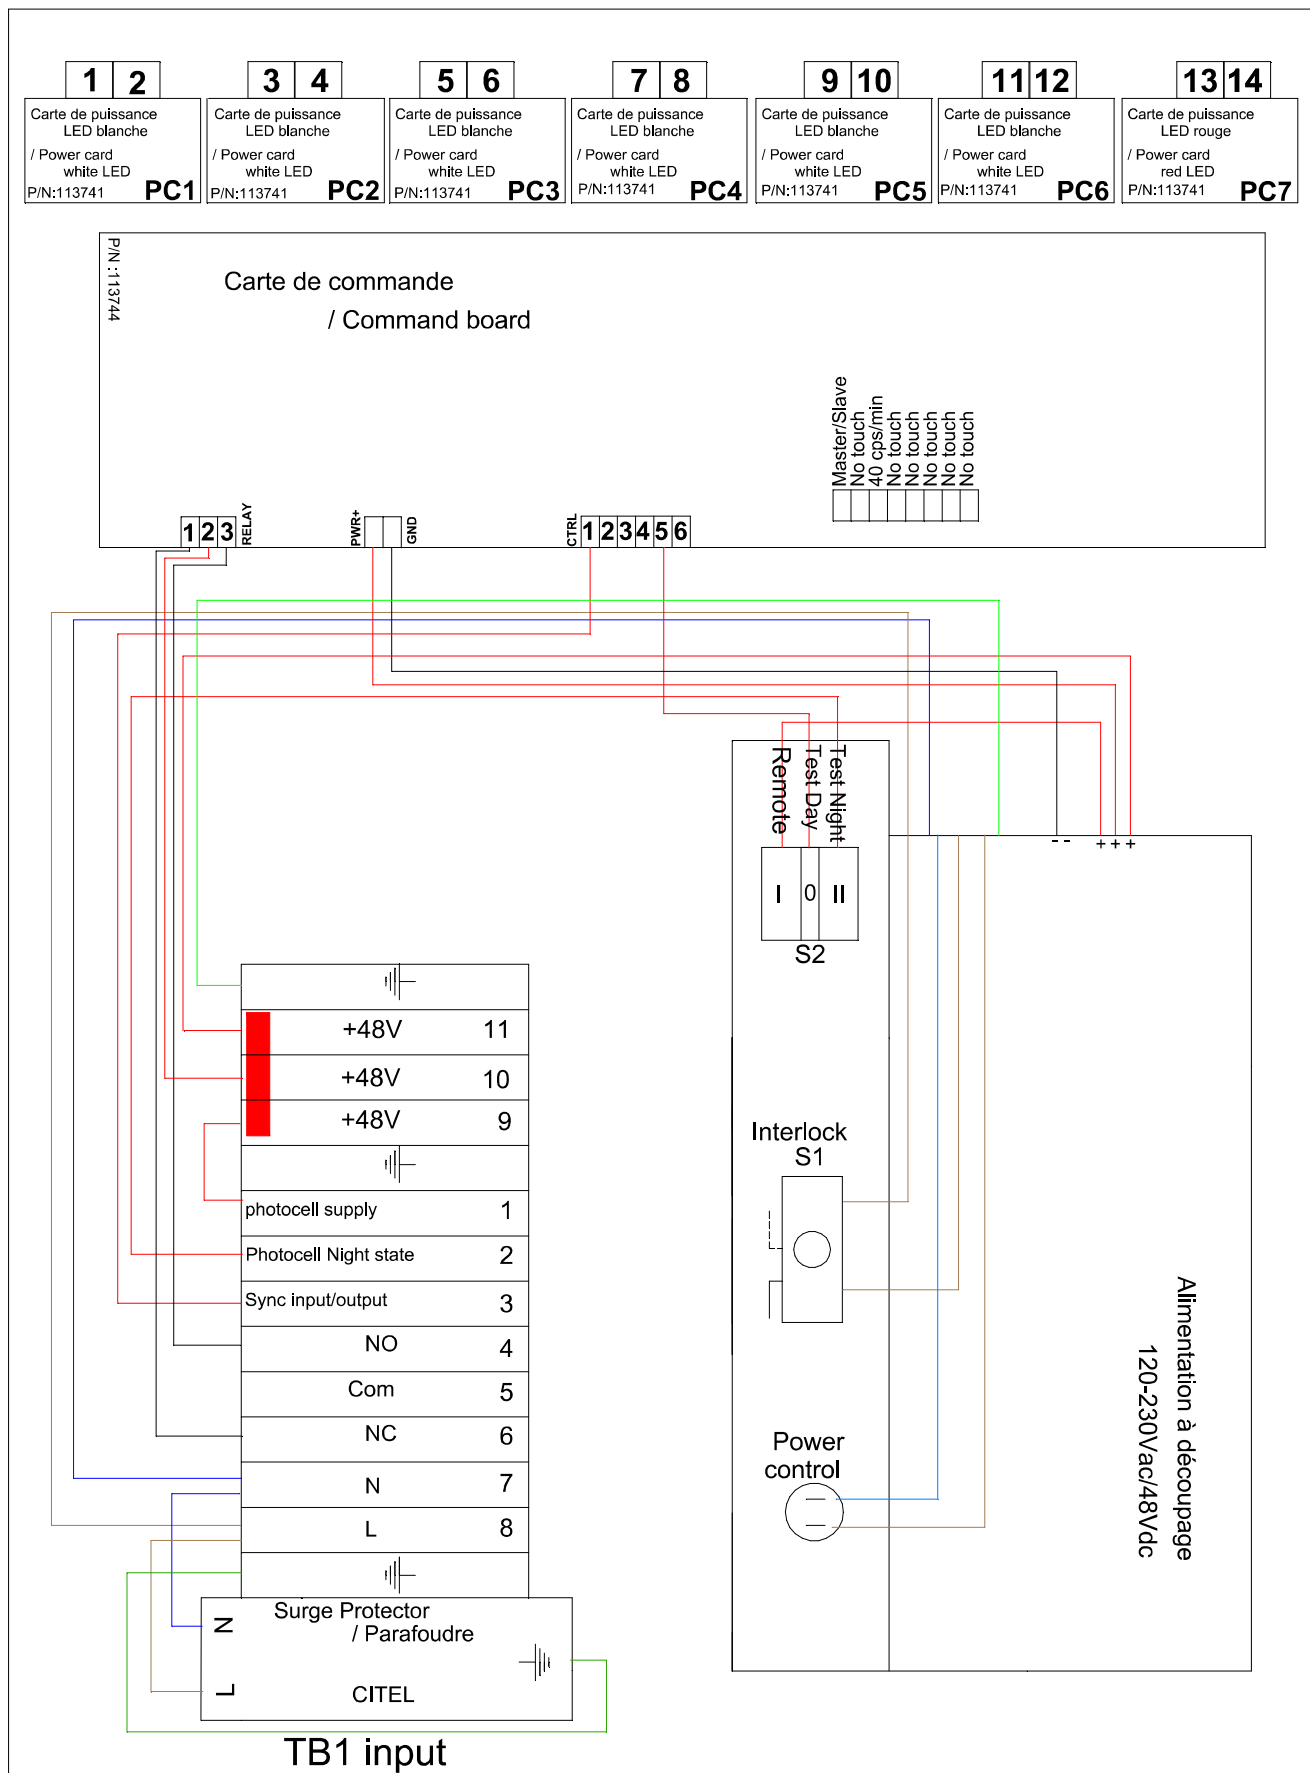 1 2
3 4
5 6
7 8
9 10
11 12
13 14
Carte de puissance
LED blanche
/ Power card
white LED
P/N:113741 PC1
Carte de puissance
LED blanche
/ Power card
white LED
P/N:113741 PC2
Carte de puissance
LED blanche
/ Power card
white LED
P/N:113741 PC3
Carte de puissance
LED blanche
/ Power card
white LED
P/N:113741 PC4
Carte de puissance
LED blanche
/ Power card
white LED
P/N:113741 PC5
Carte de puissance
LED blanche
/ Power card
white LED
P/N:113741 PC6
Carte de puissance
LED rouge
/ Power card
red LED
P/N:113741 PC7
P/N :113744
Carte de commande
/ Command board
Master/Slave
No touch
40 cps/min
No touch
No touch
No touch
No touch
No touch
1 2 3 RELAY
PWR+ GND
CTRL 1 2 3 4 5 6
Remote
Test Day
Test Night
- - + + +
I 0 II
S2
+48V 11
+48V 10
+48V 9
photocell supply 1
Photocell Night state 2
Sync input/output 3
NO 4
Com 5
NC 6
N 7
L 8
Interlock
S1
Power
control
Alimentation à découpage
120-230Vac/48Vdc
Surge Protector
/ Parafoudre
N
L
CITEL
TB1 input